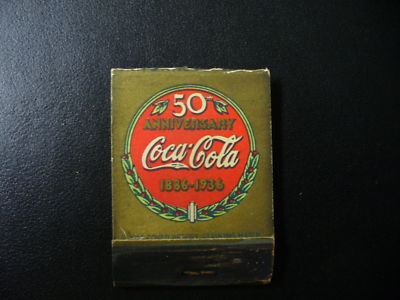 50TH
ANNIVERSARY
Coca-Cola
1886-1936